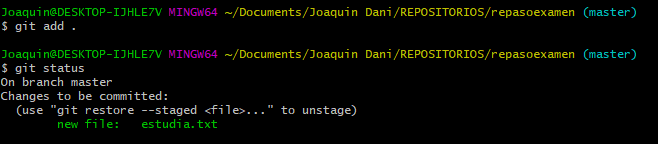 Joaquin@DESKTOP-IJHLE7V MINGW64 ~/Documents/Joaquin Dani/REPOSITORIOS/repasoexamen (master)
$ git add .
Joaquin@DESKTOP-IJHLE7V MINGW64 ~/Documents/Joaquin Dani/REPOSITORIOS/repasoexamen (master)
$ git status
On branch master
Changes to be committed:
  (use "git restore --staged <file>..." to unstage)
        new file:   estudia.txt